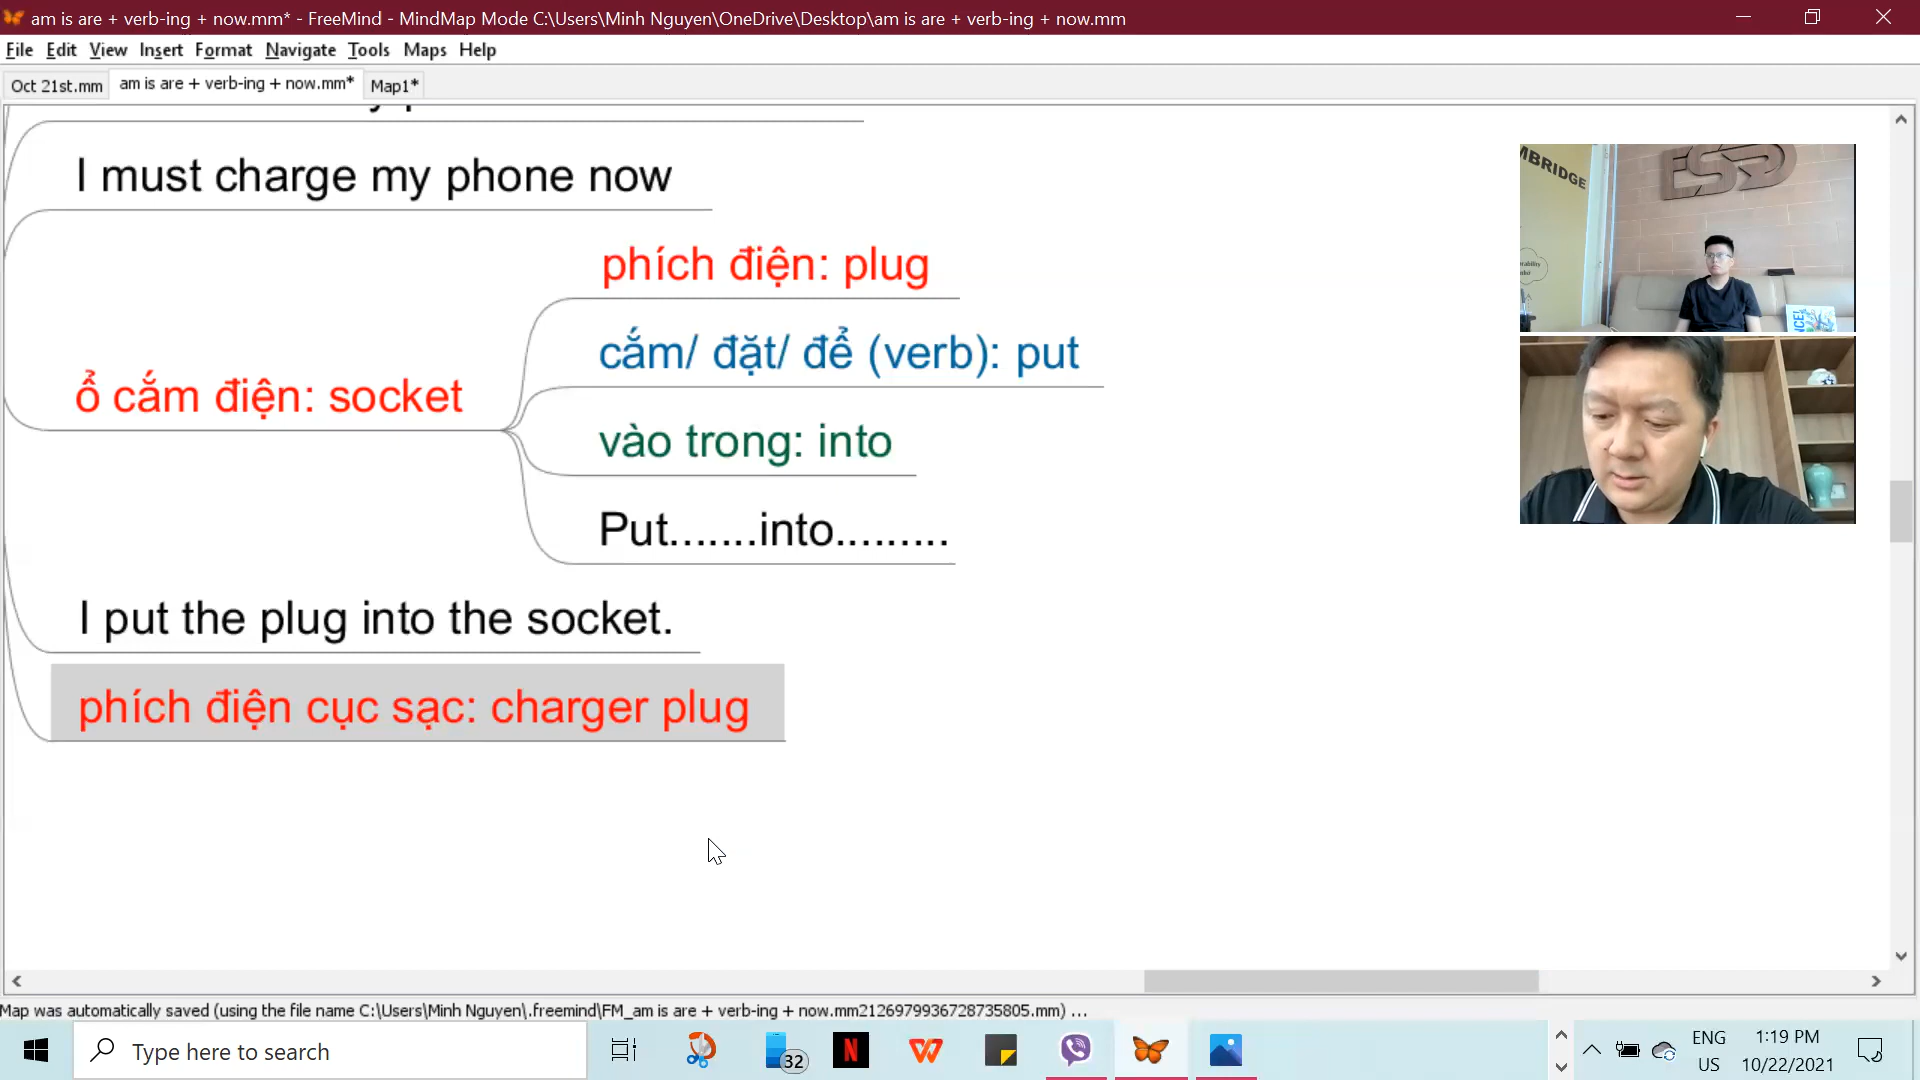 am is are + verb-ing + now.mm* - FreeMind - MindMap Mode C:\Users\Minh Nguyen\OneDrive\Desktop\am is are + verb-ing + now.mm
File Edit View Insert Format Navigate Tools Maps Help
Oct 21st.mm am is are + verb-ing + now.mm* Map1*
I must charge my phone now
phích điện: plug
cắm/ đặt/ để (verb): put
ổ cắm điện: socket
vào trong: into
Put.......into.........
I put the plug into the socket.
phích điện cục sạc: charger plug
MBRIDGE
ESD
Map was automatically saved (using the file name C:\Users\Minh Nguyen\.freemind\FM_am is are + verb-ing + now.mm2126979936728735805.mm) ...
Type here to search
32
ENG
US
1:19 PM
10/22/2021